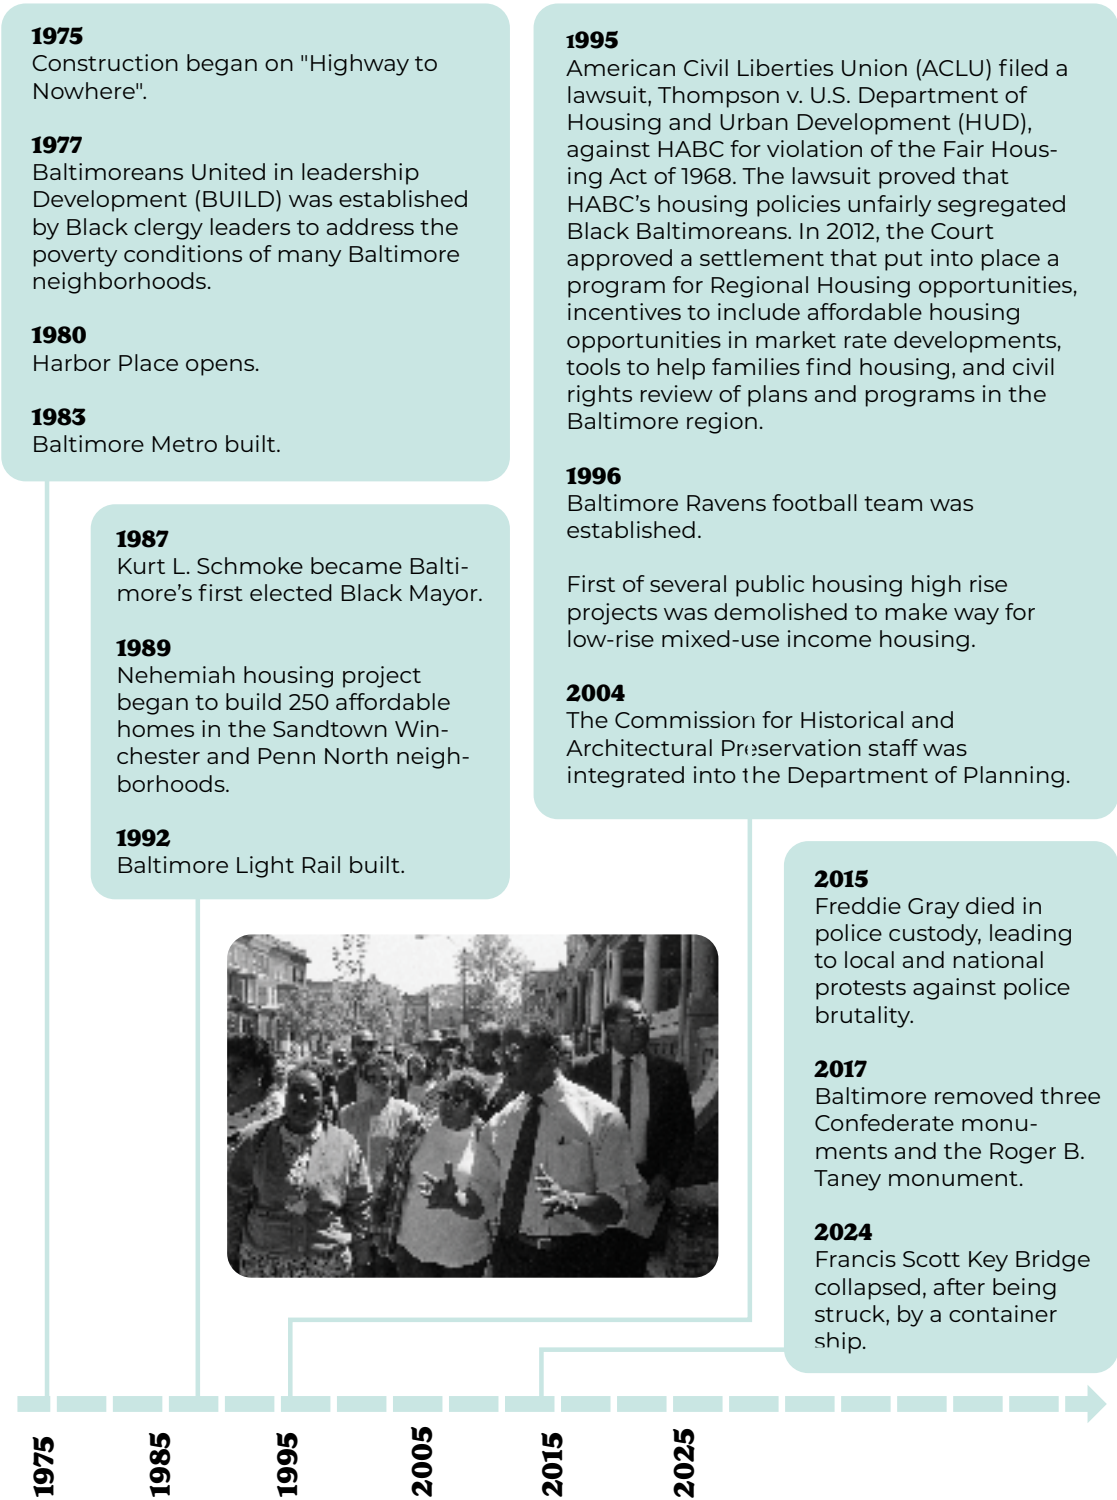 1975
Construction began on "Highway to
Nowhere".
1977
Baltimoreans United in leadership
Development (BUILD) was established
by Black clergy leaders to address the
poverty conditions of many Baltimore
neighborhoods.
1980
Harbor Place opens.
1983
Baltimore Metro built.
1987
Kurt L. Schmoke became Balti-
more’s first elected Black Mayor.
1989
Nehemiah housing project
began to build 250 affordable
homes in the Sandtown Win-
chester and Penn North neigh-
borhoods.
1992
Baltimore Light Rail built.
1995
American Civil Liberties Union (ACLU) filed a
lawsuit, Thompson v. U.S. Department of
Housing and Urban Development (HUD),
against HABC for violation of the Fair Hous-
ing Act of 1968. The lawsuit proved that
HABC’s housing policies unfairly segregated
Black Baltimoreans. In 2012, the Court
approved a settlement that put into place a
program for Regional Housing opportunities,
incentives to include affordable housing
opportunities in market rate developments,
tools to help families find housing, and civil
rights review of plans and programs in the
Baltimore region.
1996
Baltimore Ravens football team was
established.
First of several public housing high rise
projects was demolished to make way for
low-rise mixed-use income housing.
2004
The Commission for Historical and
Architectural Preservation staff was
integrated into the Department of Planning.
2015
Freddie Gray died in
police custody, leading
to local and national
protests against police
brutality.
2017
Baltimore removed three
Confederate monu-
ments and the Roger B.
Taney monument.
2024
Francis Scott Key Bridge
collapsed, after being
struck, by a container
ship.
1975
1985
1995
2005
2015
2025